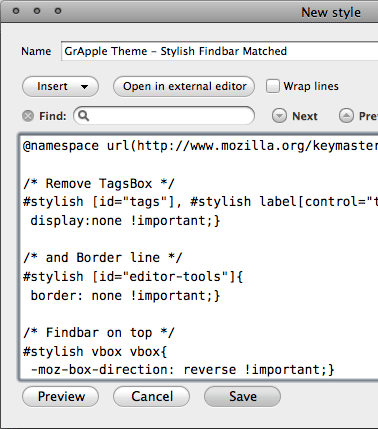 New style
Name GrApple Theme - Stylish Findbar Matched
Insert Open in external editor Wrap lines
Find: Next Pre
@namespace url(http://www.mozilla.org/keymaster
/* Remove TagsBox */
#stylish [id="tags"], #stylish label[control="t
display:none !important;}
/* and Border line */
#stylish [id="editor-tools"]{
border: none !important;}
/* Findbar on top */
#stylish vbox vbox{
-moz-box-direction: reverse !important;}
Preview Cancel Save